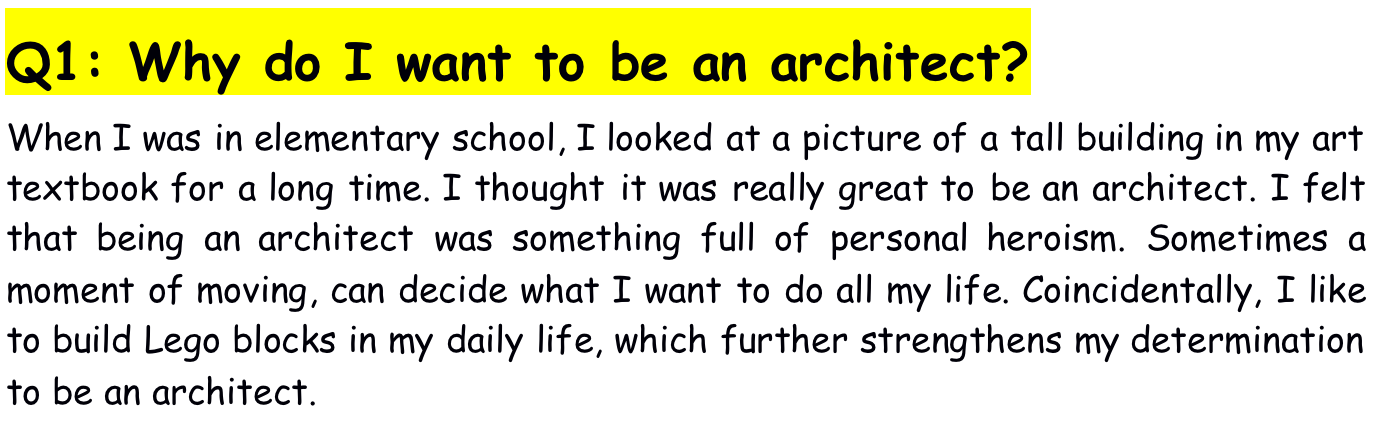 Q1: Why do I want to be an architect?
When I was in elementary school, I looked at a picture of a tall building in my art
textbook for a long time. I thought it was really great to be an architect. I felt
that being an architect was something full of personal heroism. Sometimes a
moment of moving, can decide what I want to do all my life. Coincidentally, I like
to build Lego blocks in my daily life, which further strengthens my determination
to be an architect.